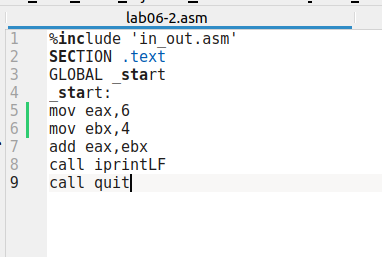 lab06-2.asm
1 %include 'in_out.asm'
2 SECTION .text
3 GLOBAL _start
4 _start:
5 mov eax,6
6 mov ebx,4
7 add eax,ebx
8 call iprintLF
9 call quit